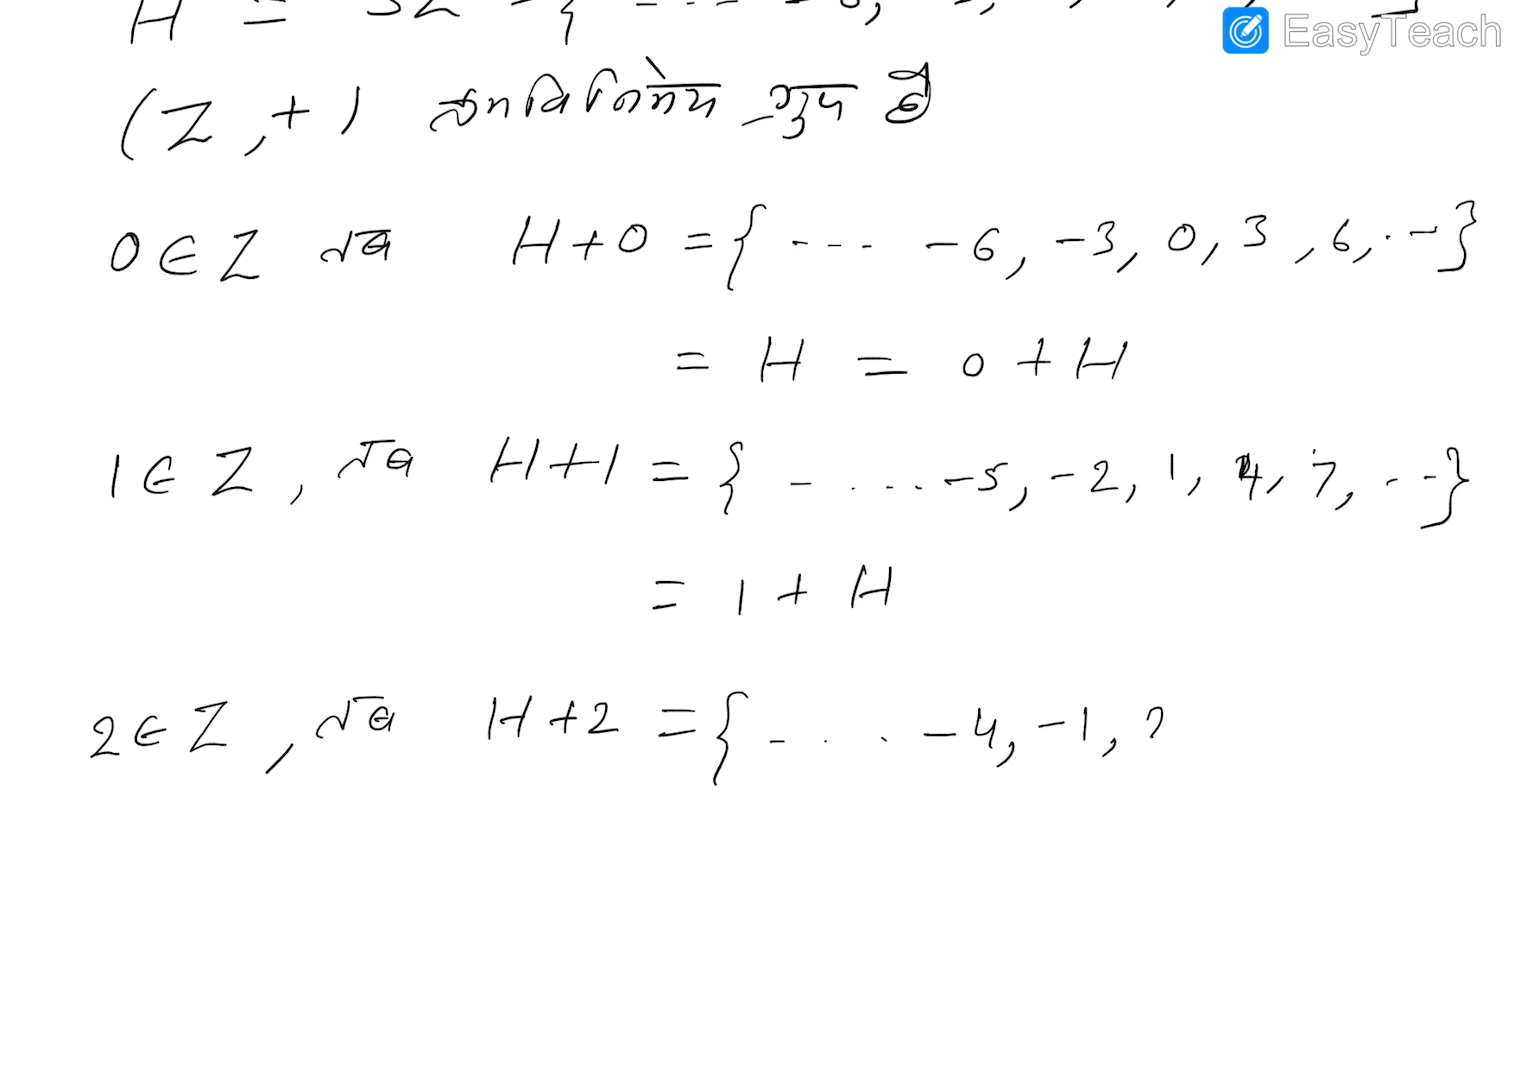 EasyTeach
H = 3Z = {
(Z,+) क्रमविनिमेय ग्रुप है
0 ∈ Z तब H+0 = {--... -6, -3, 0, 3, 6, ..-}
= H = 0 + H
1 ∈ Z, तब H+1 = {-.... -5, -2, 1, 4, 7, ..-}
= 1 + H
2 ∈ Z, तब H+2 = {-... -4, -1, 2